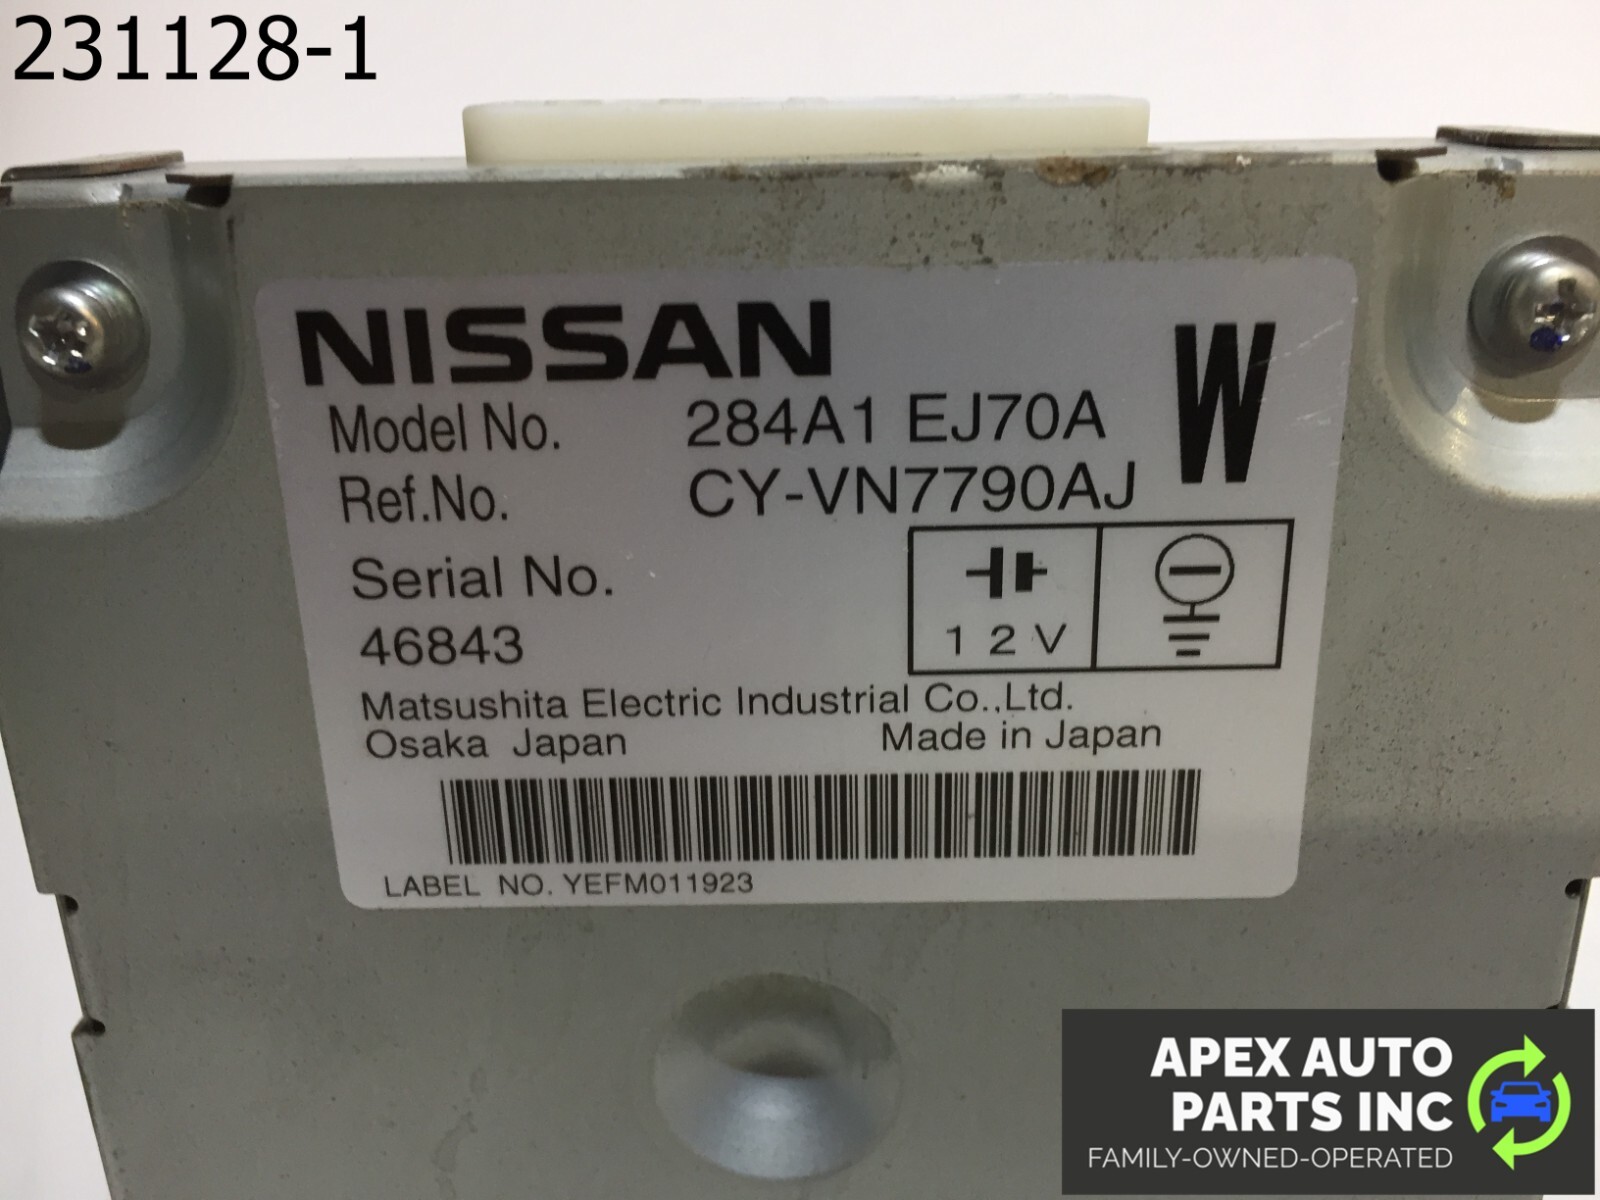 231128-1
NISSAN
W
Model No. 284A1 EJ70A
Ref.No. CY-VN7790AJ
Serial No.
46843
12V
Matsushita Electric Industrial Co.,Ltd.
Osaka Japan Made in Japan
LABEL NO. YEFM011923
APEX AUTO
PARTS INC
FAMILY-OWNED-OPERATED